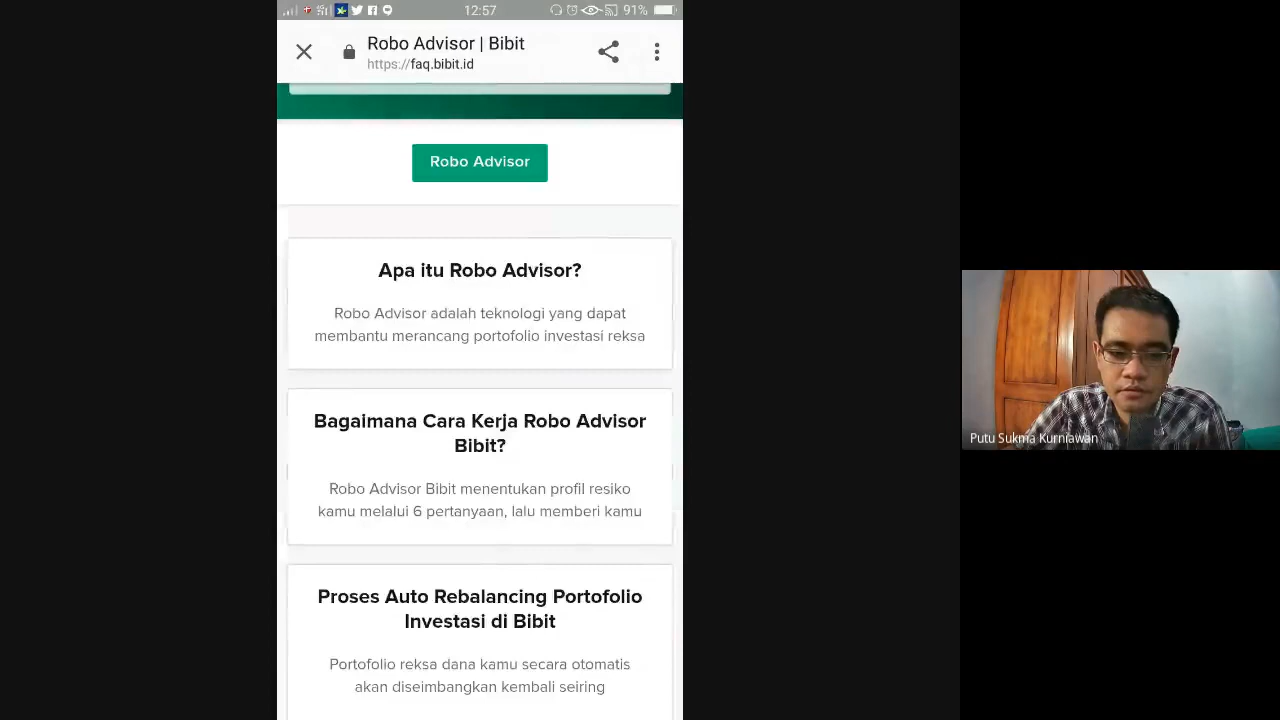 12:57
91%
Robo Advisor | Bibit
https://faq.bibit.id
Robo Advisor
Apa itu Robo Advisor?
Robo Advisor adalah teknologi yang dapat
membantu merancang portofolio investasi reksa
Bagaimana Cara Kerja Robo Advisor
Bibit?
Robo Advisor Bibit menentukan profil resiko
kamu melalui 6 pertanyaan, lalu memberi kamu
Proses Auto Rebalancing Portofolio
Investasi di Bibit
Portofolio reksa dana kamu secara otomatis
akan diseimbangkan kembali seiring
Putu Sukma Kurniawan